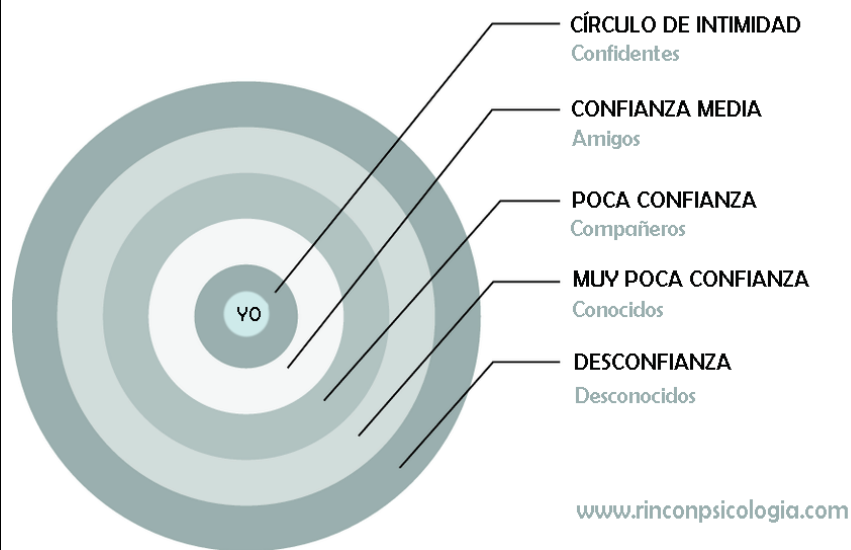 CÍRCULO DE INTIMIDAD
Confidentes
CONFIANZA MEDIA
Amigos
POCA CONFIANZA
Compañeros
MUY POCA CONFIANZA
Conocidos
DESCONFIANZA
Desconocidos
YO
www.rinconpsicologia.com